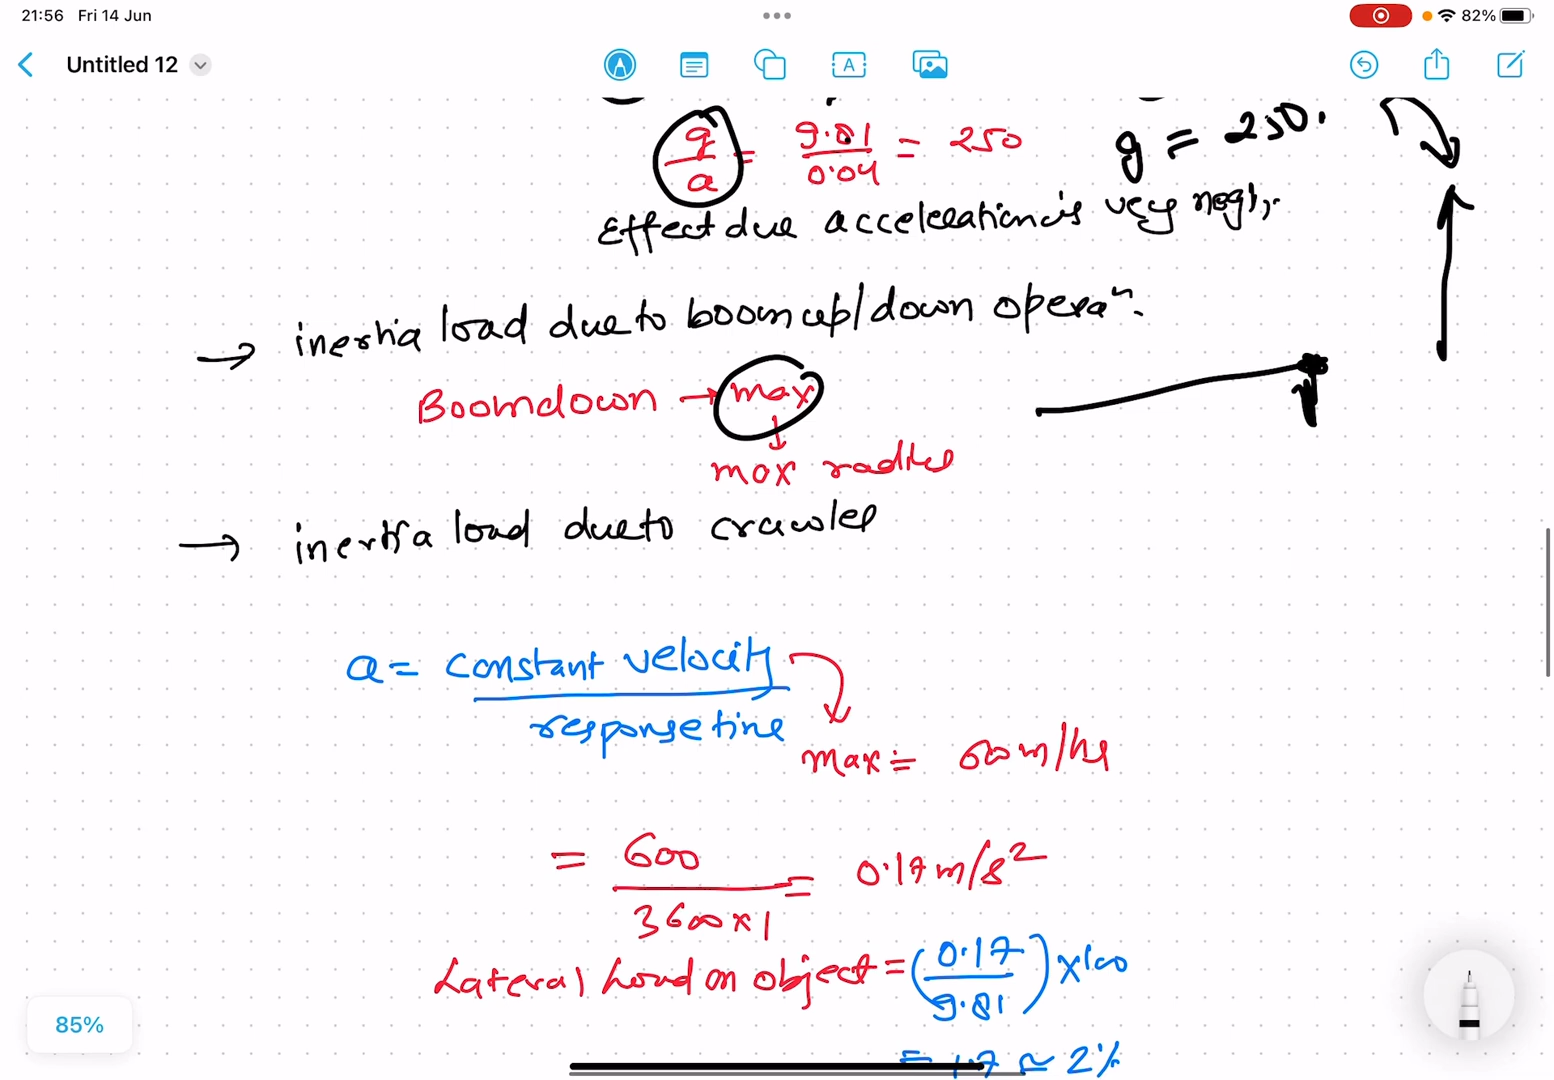 21:56 Fri 14 Jun 82%
Untitled 12
g/a = 9.81/0.04 = 250 g = 250.
Effect due acceleration is very negl,.
→ inertia load due to boom up/down operaⁿ.
Boomdown → max
↓
max radius
→ inertia load due to crawler
a = constant velocity / response time
max = 600m/hr
= 600 / 3600×1 = 0.17 m/s²
Lateral load on object = (0.17/9.81) × 100
= 1.7 ≃ 2%
85%